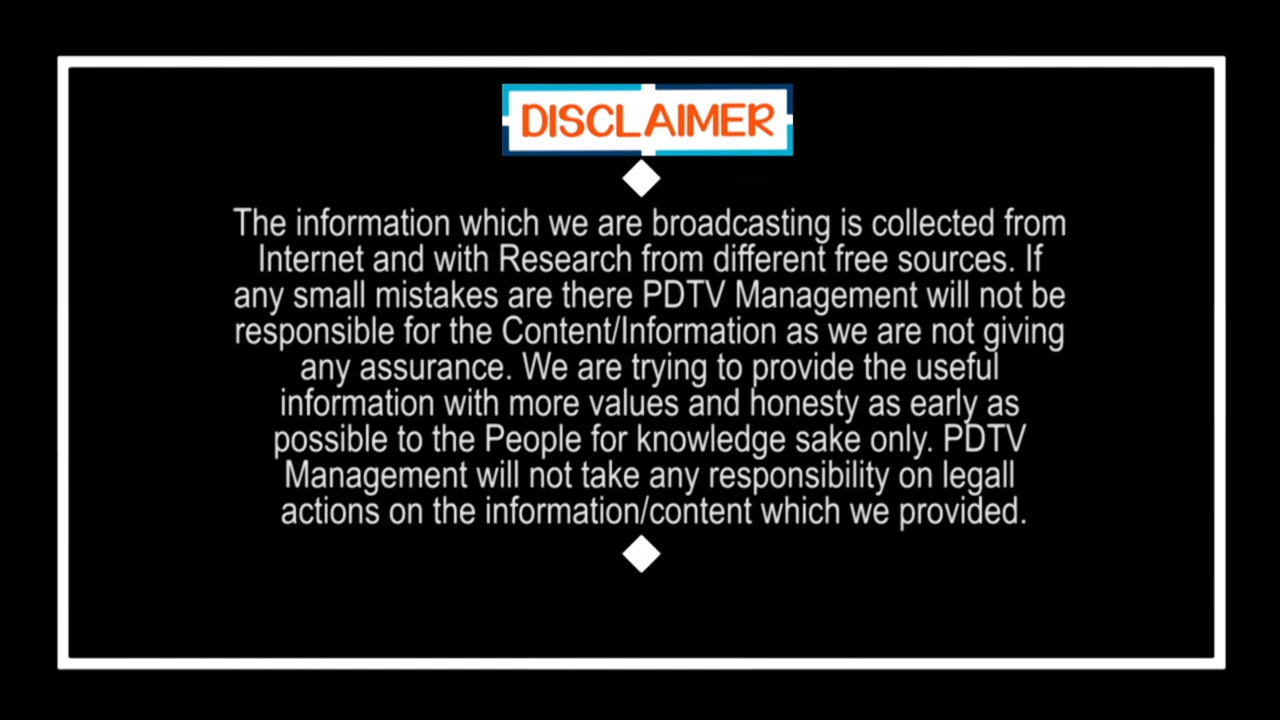 DISCLAIMER
The information which we are broadcasting is collected from
Internet and with Research from different free sources. If
any small mistakes are there PDTV Management will not be
responsible for the Content/Information as we are not giving
any assurance. We are trying to provide the useful
information with more values and honesty as early as
possible to the People for knowledge sake only. PDTV
Management will not take any responsibility on legall
actions on the information/content which we provided.